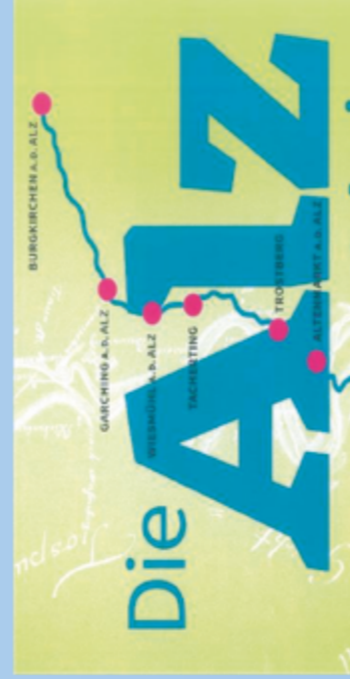 Die
Alz
BURGKIRCHEN A.D. ALZ
GARCHING A.D. ALZ
WIESMÜHL A.D. ALZ
TACHERTING
TROSTBERG
ALTENMARKT A.D. ALZ